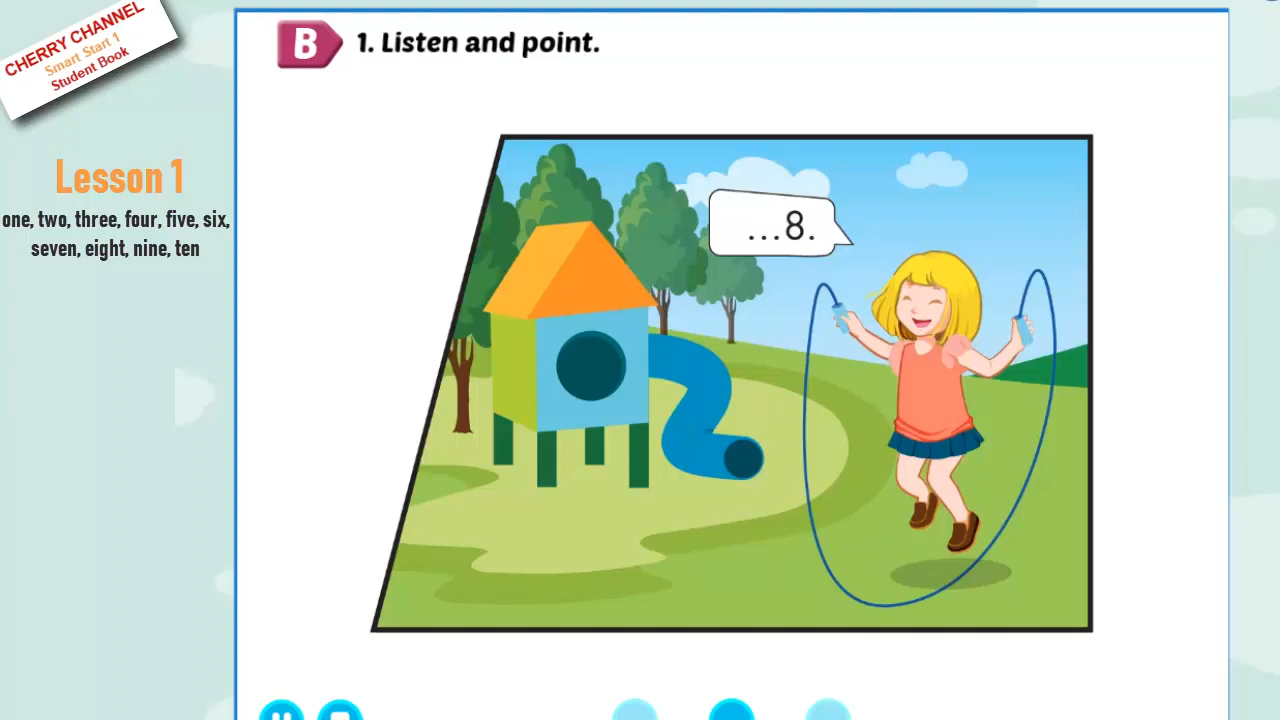 CHERRY CHANNEL
Smart Start 1
Student Book
Lesson 1
one, two, three, four, five, six,
seven, eight, nine, ten
B 1. Listen and point.
...8.